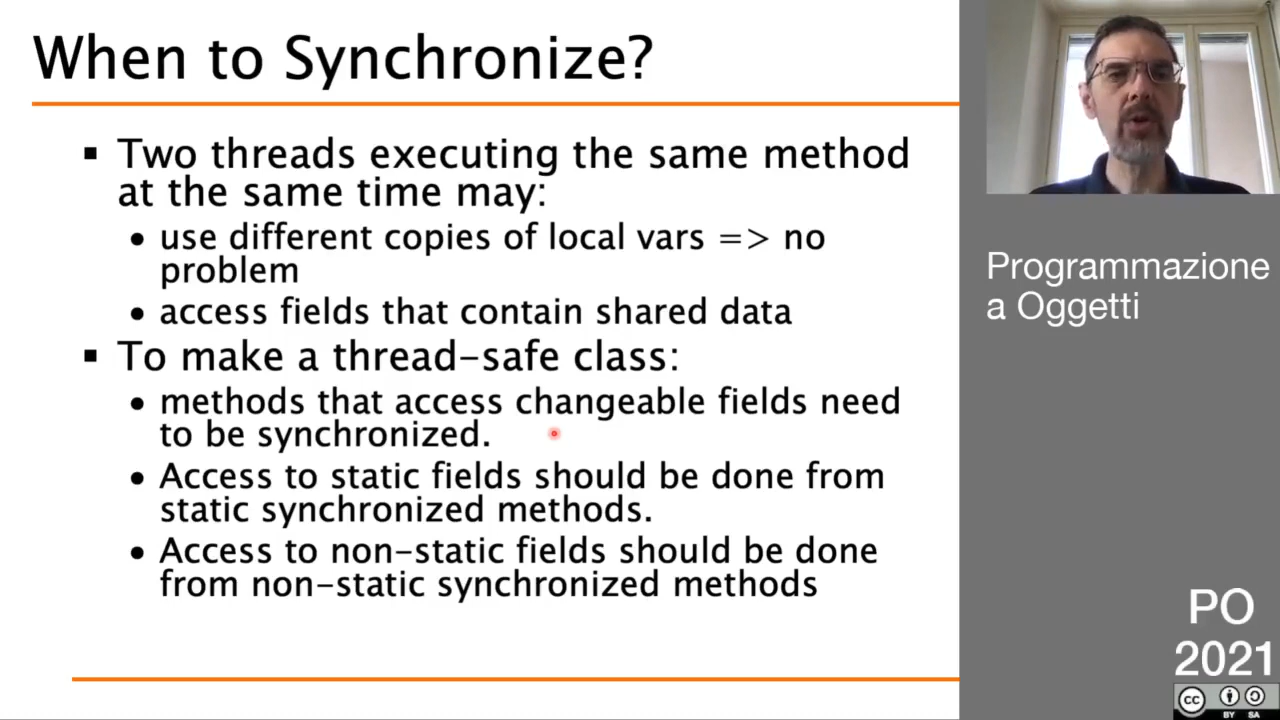 When to Synchronize?
▪ Two threads executing the same method
at the same time may:
• use different copies of local vars => no
problem
• access fields that contain shared data
▪ To make a thread-safe class:
• methods that access changeable fields need
to be synchronized.
• Access to static fields should be done from
static synchronized methods.
• Access to non-static fields should be done
from non-static synchronized methods
Programmazione
a Oggetti
PO
2021
cc
BY SA